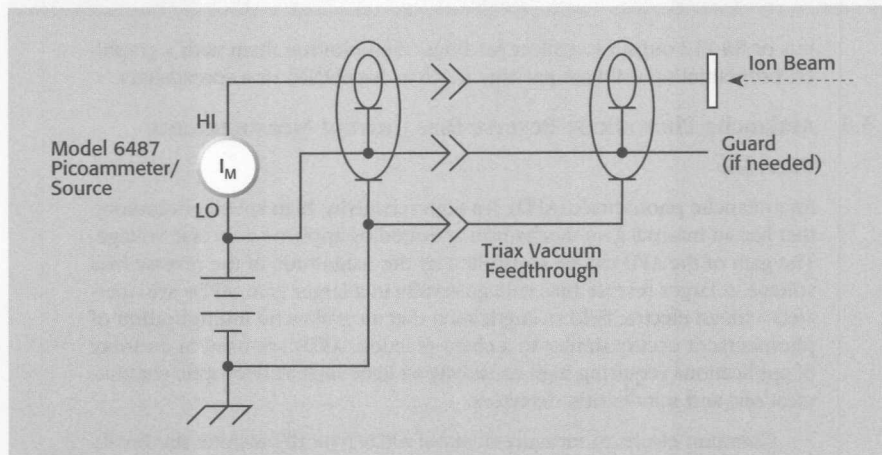 Ion Beam
HI
Model 6487
Picoammeter/
Source
I_M
Guard
(if needed)
LO
Triax Vacuum
Feedthrough